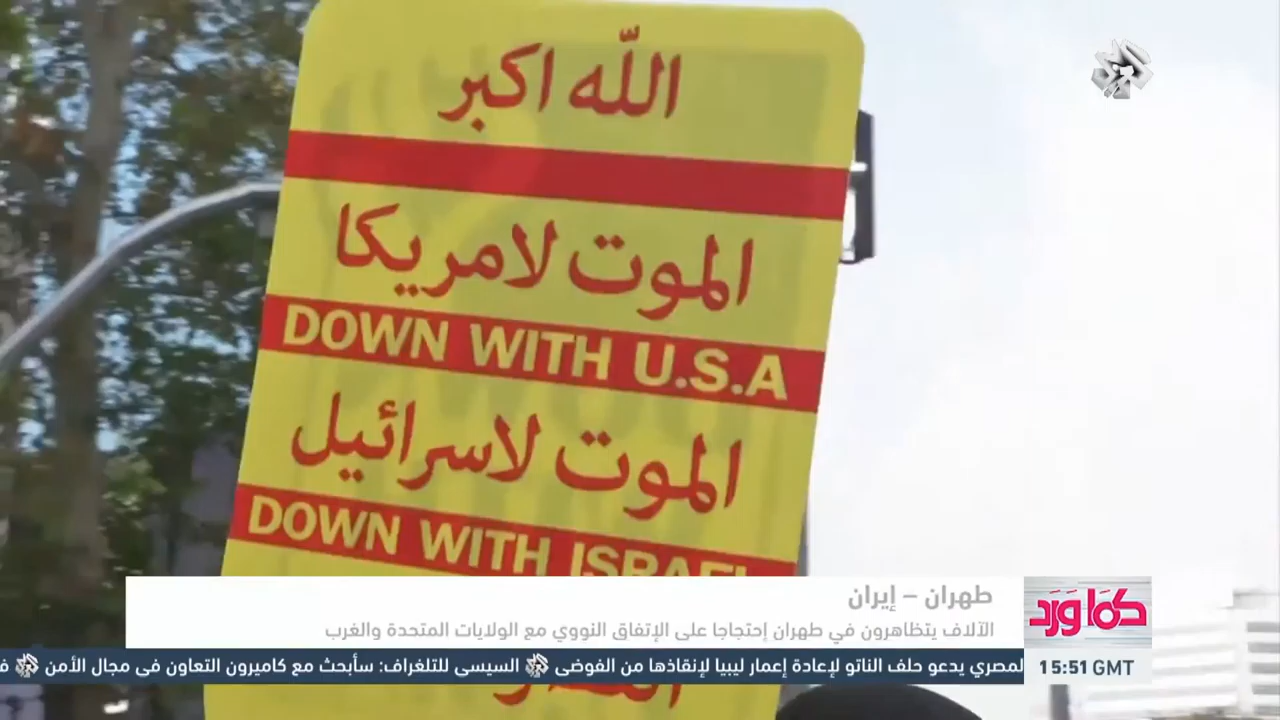 الله اكبر
الموت لامريكا
DOWN WITH U.S.A
الموت لاسرائيل
DOWN WITH ISRAEL
طهران – إيران
الآلاف يتظاهرون في طهران إحتجاجا على الإتفاق النووي مع الولايات المتحدة والغرب
كما ورد
لمصري يدعو حلف الناتو لإعادة إعمار ليبيا لإنقاذها من الفوضى السيسي للتلغراف: سأبحث مع كاميرون التعاون في مجال الأمن
15:51 GMT